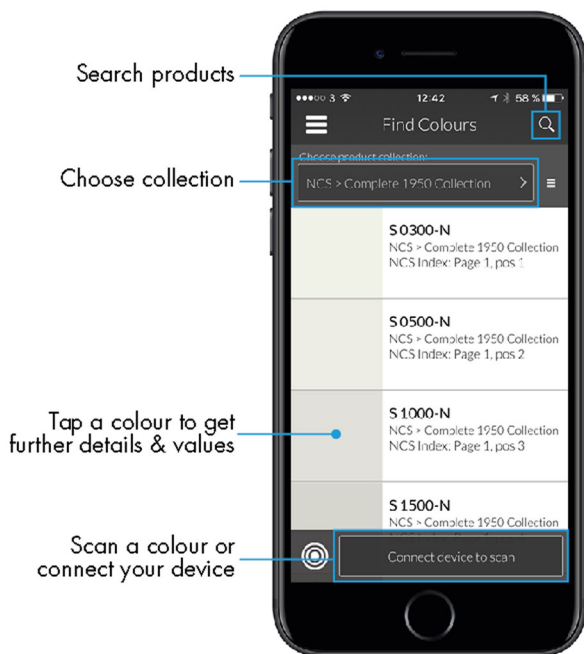 Search products
●●●○○ 3 12:42 58 %
Find Colours
Choose product collection:
Choose collection
NCS > Complete 1950 Collection >
S 0300-N
NCS > Complete 1950 Collection
NCS Index: Page 1, pos 1
S 0500-N
NCS > Complete 1950 Collection
NCS Index: Page 1, pos 2
Tap a colour to get
further details & values
S 1000-N
NCS > Complete 1950 Collection
NCS Index: Page 1, pos 3
S 1500-N
NCS > Complete 1950 Collection
Scan a colour or
connect your device
Connect device to scan